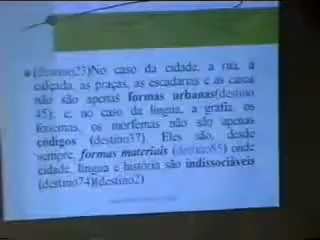 (destino23)No caso da cidade, a rua, a
calçada, as praças, as escadarias e as casas
não são apenas formas urbanas(destino
45); e, no caso da língua, a grafia, os
fonemas, os morfemas não são apenas
códigos (destino37). Eles são, desde
sempre, formas materiais (destino85) onde
cidade, língua e história são indissociáveis
(destino74)(destino2)